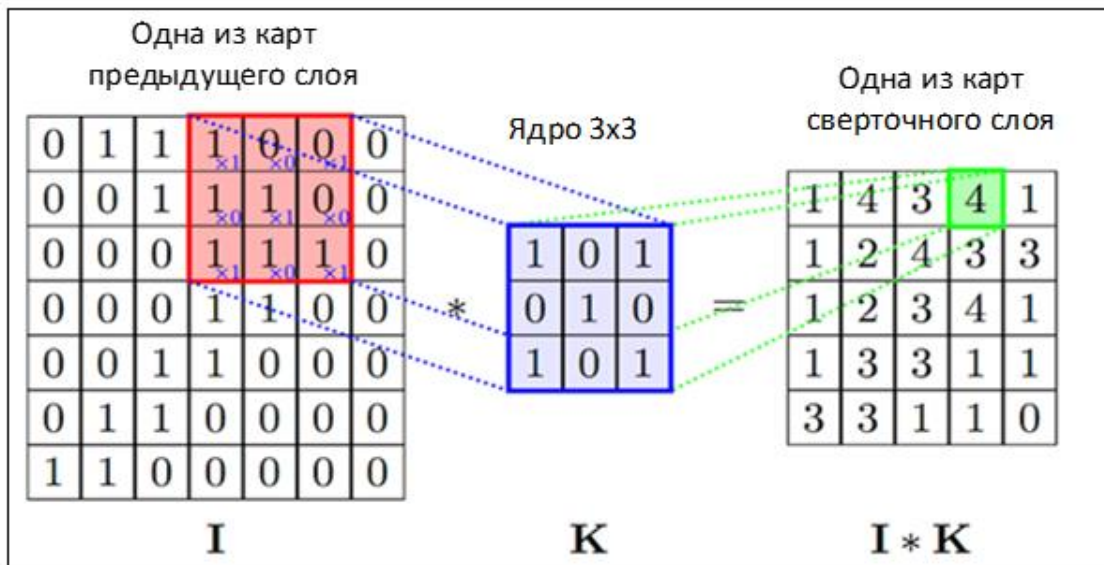 Одна из карт
предыдущего слоя
Ядро 3х3
Одна из карт
сверточного слоя
0 1 1 1 0 0 0
0 0 1 1 1 0 0
0 0 0 1 1 1 0
0 0 0 1 1 0 0
0 0 1 1 0 0 0
0 1 1 0 0 0 0
1 1 0 0 0 0 0
×1 ×0 ×1
×0 ×1 ×0
×1 ×0 ×1
*
1 0 1
0 1 0
1 0 1
=
1 4 3 4 1
1 2 4 3 3
1 2 3 4 1
1 3 3 1 1
3 3 1 1 0
I
K
I * K